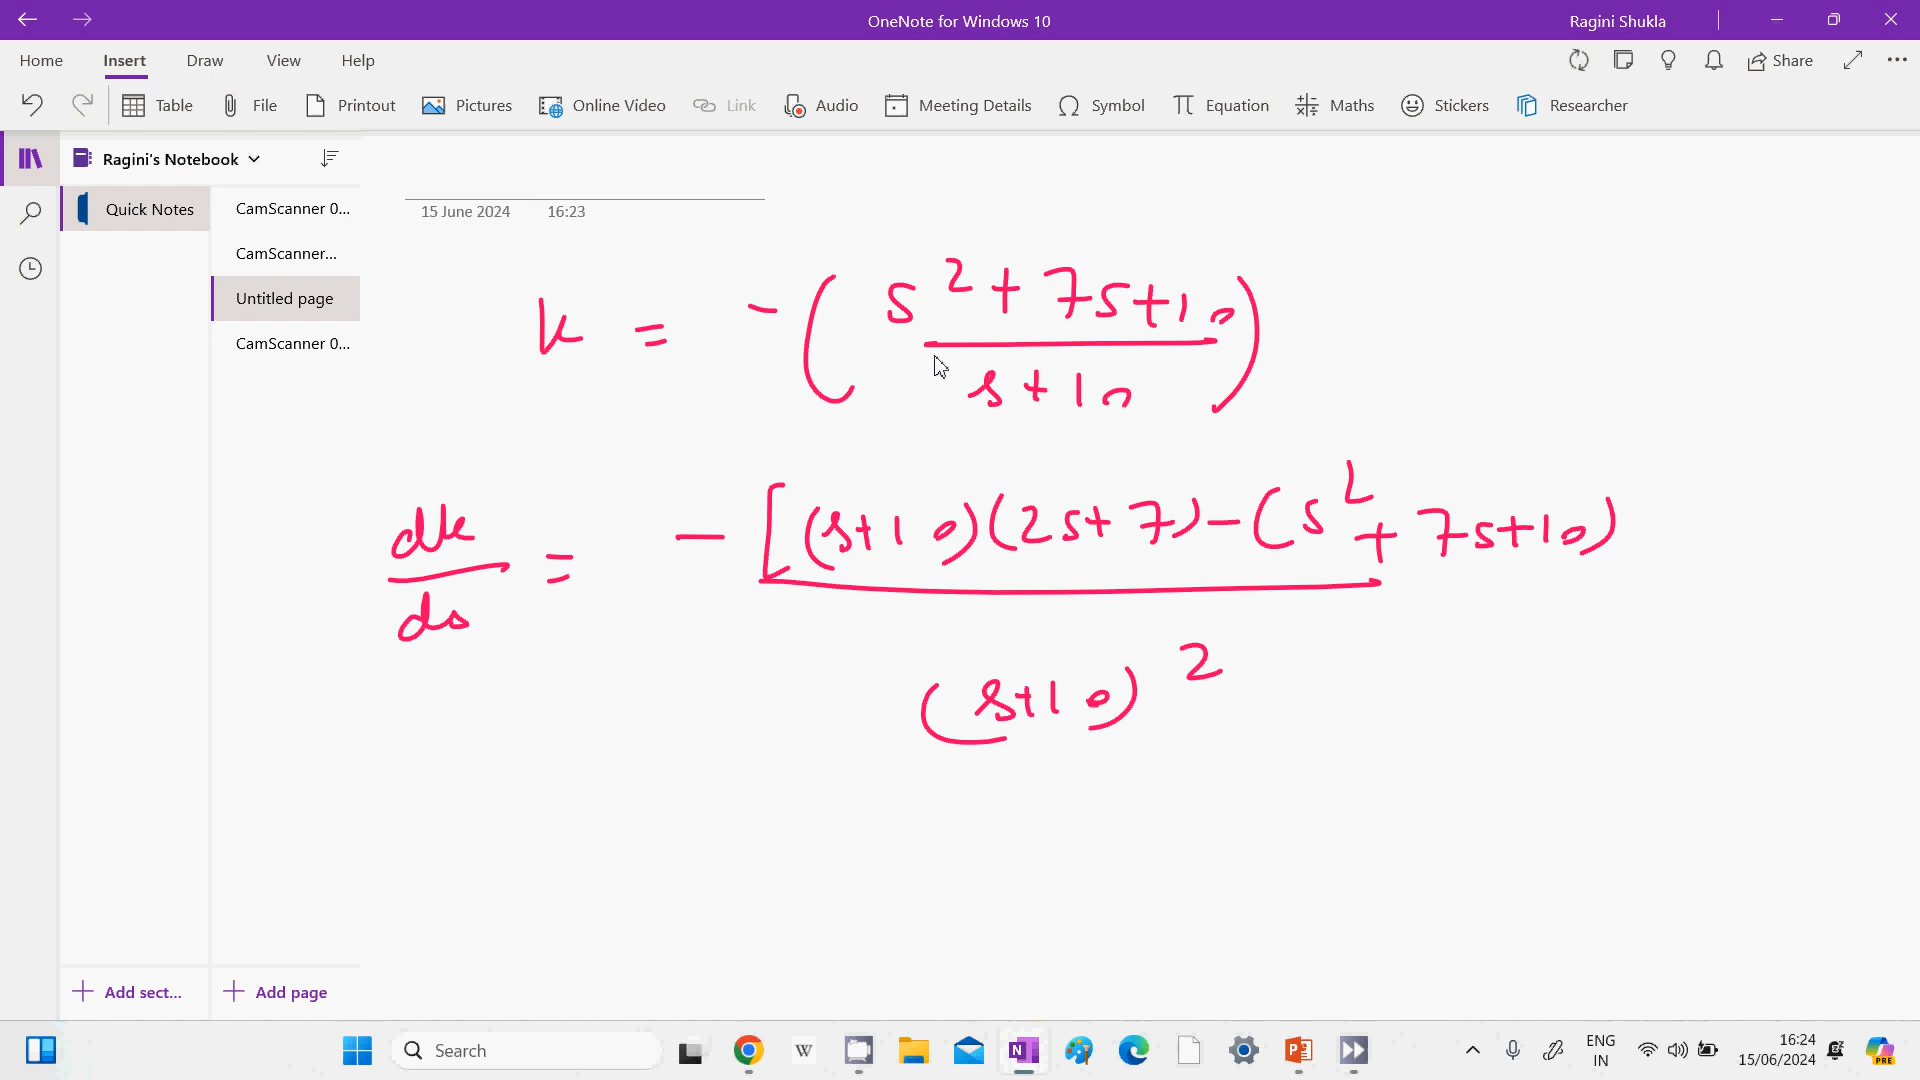 OneNote for Windows 10
Ragini Shukla
Home Insert Draw View Help
Share
Table File Printout Pictures Online Video Link Audio Meeting Details Symbol Equation Maths Stickers Researcher
Ragini's Notebook
Quick Notes
CamScanner 0...
CamScanner...
Untitled page
CamScanner 0...
15 June 2024 16:23
k = - ( s² + 7s+10 / s+10 )
dk/ds = - [(s+10)(2s+7) - (s² + 7s+10) / (s+10)²
Add sect...
Add page
Search
W
N
P
PRE
ENG
IN
16:24
15/06/2024